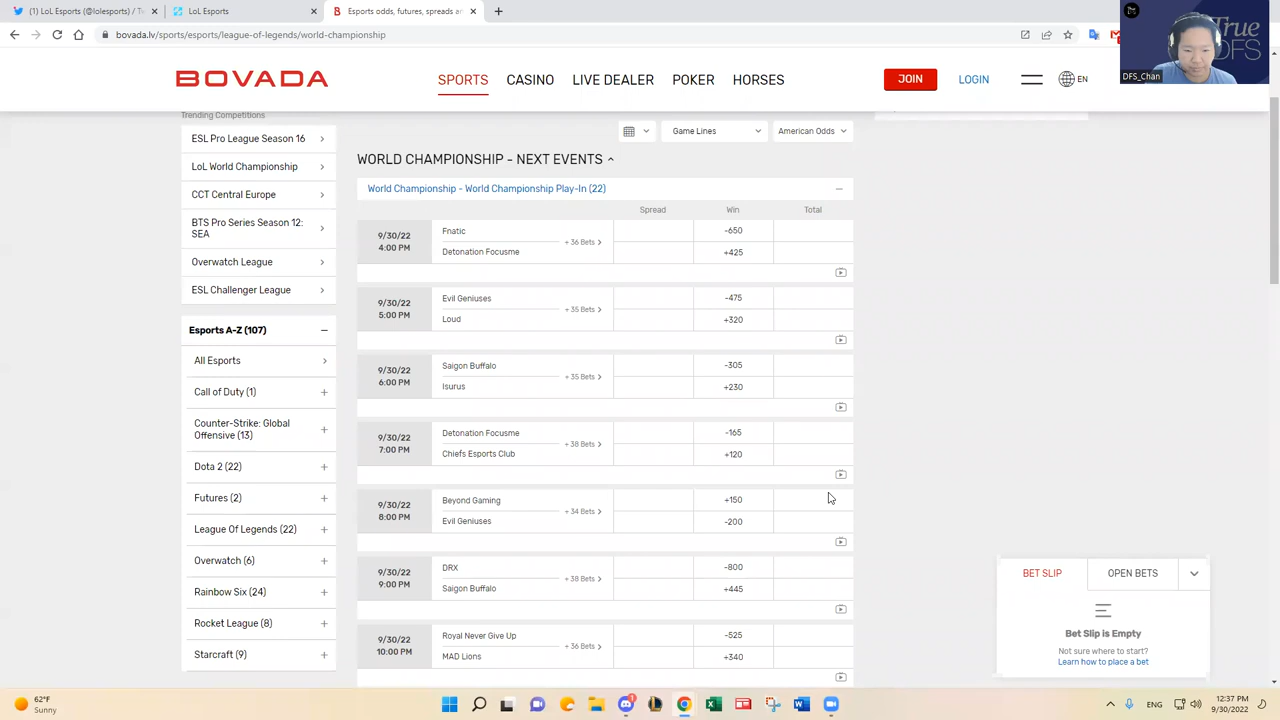 (1) LoL Esports (@lolesports) / Tw
LoL Esports
Esports odds, futures, spreads a
bovada.lv/sports/esports/league-of-legends/world-championship
True
DFS
DFS_Chan
BOVADA
SPORTS
CASINO
LIVE DEALER
POKER
HORSES
JOIN
LOGIN
EN
Trending Competitions
ESL Pro League Season 16
LoL World Championship
CCT Central Europe
BTS Pro Series Season 12:
SEA
Overwatch League
ESL Challenger League
Esports A-Z (107)
All Esports
Call of Duty (1)
Counter-Strike: Global
Offensive (13)
Dota 2 (22)
Futures (2)
League Of Legends (22)
Overwatch (6)
Rainbow Six (24)
Rocket League (8)
Starcraft (9)
Game Lines
American Odds
WORLD CHAMPIONSHIP - NEXT EVENTS
World Championship - World Championship Play-In (22)
Spread Win Total
9/30/22
4:00 PM
Fnatic -650
+ 36 Bets
Detonation Focusme +425
9/30/22
5:00 PM
Evil Geniuses -475
+ 35 Bets
Loud +320
9/30/22
6:00 PM
Saigon Buffalo -305
+ 35 Bets
Isurus +230
9/30/22
7:00 PM
Detonation Focusme -165
+ 38 Bets
Chiefs Esports Club +120
9/30/22
8:00 PM
Beyond Gaming +150
+ 34 Bets
Evil Geniuses -200
9/30/22
9:00 PM
DRX -800
+ 38 Bets
Saigon Buffalo +445
9/30/22
10:00 PM
Royal Never Give Up -525
+ 36 Bets
MAD Lions +340
BET SLIP
OPEN BETS
Bet Slip is Empty
Not sure where to start?
Learn how to place a bet
62°F
Sunny
ENG
12:37 PM
9/30/2022